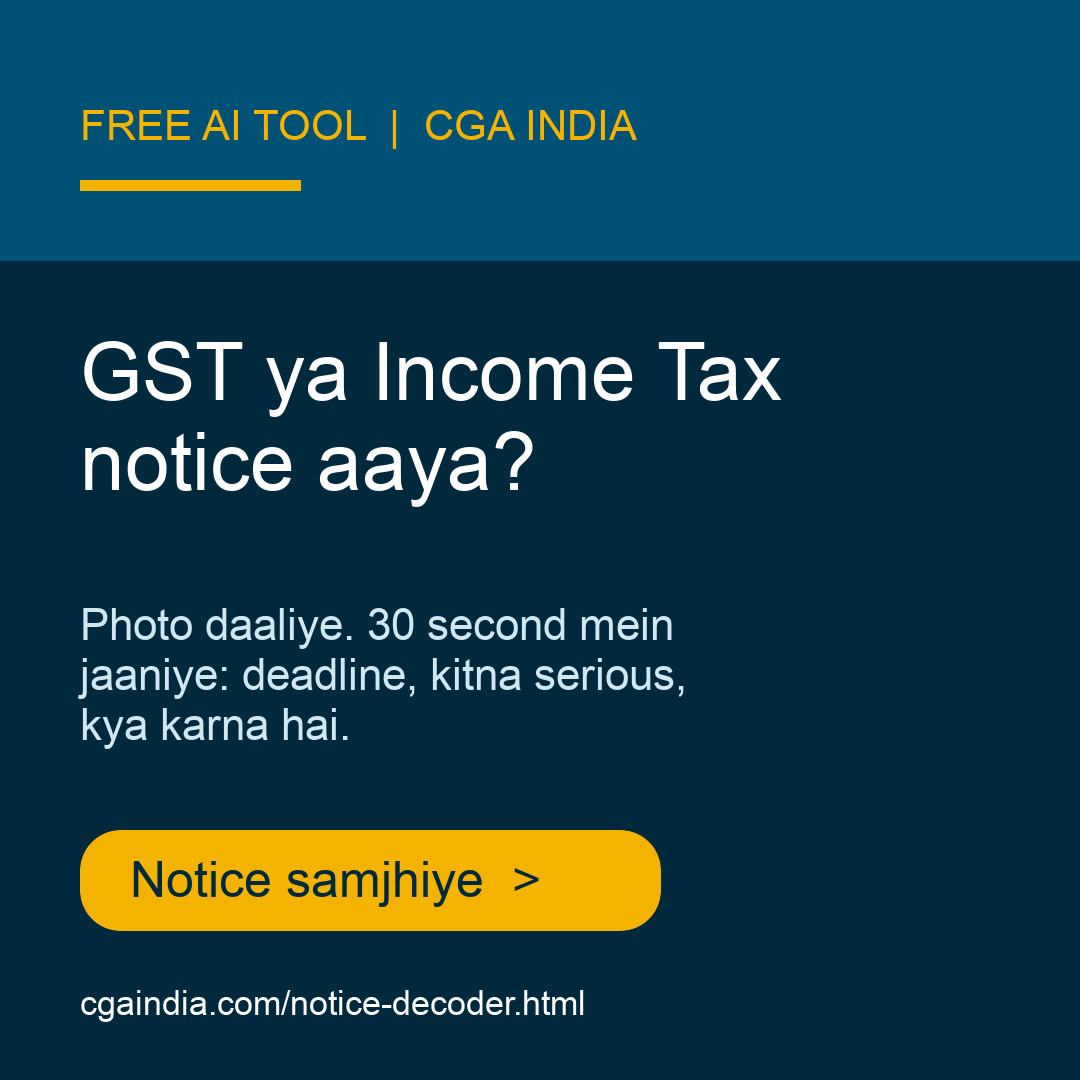 FREE AI TOOL | CGA INDIA
GST ya Income Tax
notice aaya?
Photo daaliye. 30 second mein
jaaniye: deadline, kitna serious,
kya karna hai.
Notice samjhiye >
cgaindia.com/notice-decoder.html